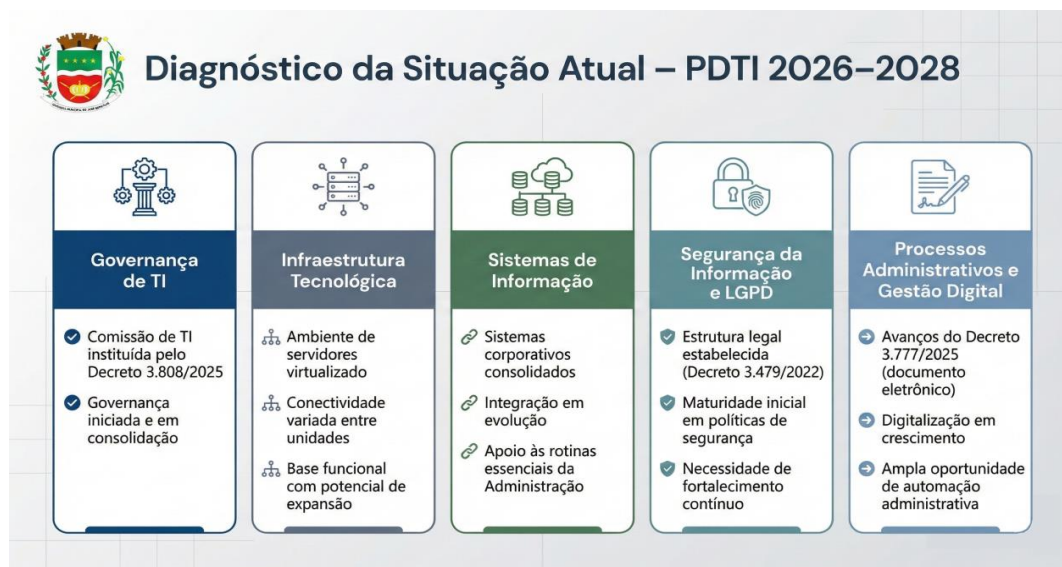 Diagnóstico da Situação Atual – PDTI 2026–2028
Governança
de TI
Comissão de TI
instituída pelo
Decreto 3.808/2025
Governança
iniciada e em
consolidação
Infraestrutura
Tecnológica
Ambiente de
servidores
virtualizado
Conectividade
variada entre
unidades
Base funcional
com potencial de
expansão
Sistemas de
Informação
Sistemas
corporativos
consolidados
Integração em
evolução
Apoio às rotinas
essenciais da
Administração
Segurança da
Informação
e LGPD
Estrutura legal
estabelecida
(Decreto 3.479/2022)
Maturidade inicial
em políticas de
segurança
Necessidade de
fortalecimento
contínuo
Processos
Administrativos e
Gestão Digital
Avanços do Decreto
3.777/2025
(documento
eletrônico)
Digitalização em
crescimento
Ampla oportunidade
de automação
administrativa